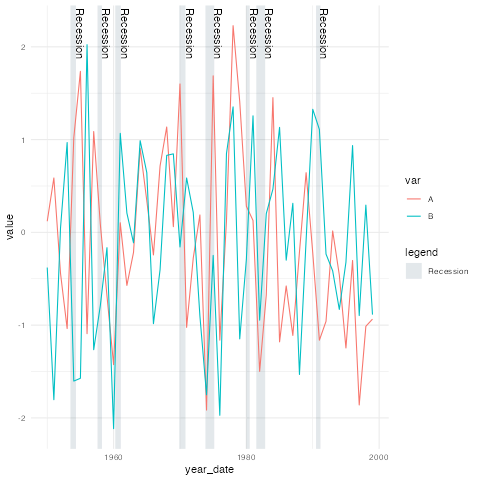 Recession
Recession
Recession
Recession
Recession
Recession
Recession
Recession
2
1
0
-1
-2
value
1960
1980
2000
year_date
var
A
B
legend
Recession